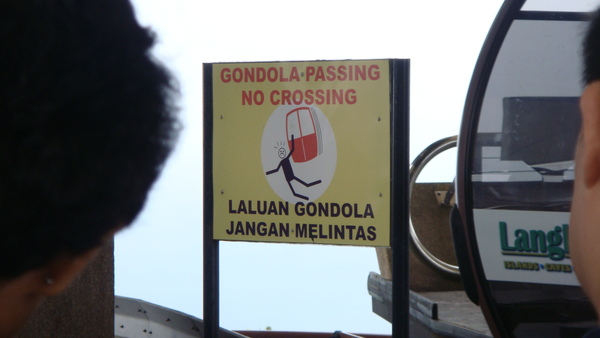 GONDOLA PASSING
NO CROSSING
LALUAN GONDOLA
JANGAN MELINTAS